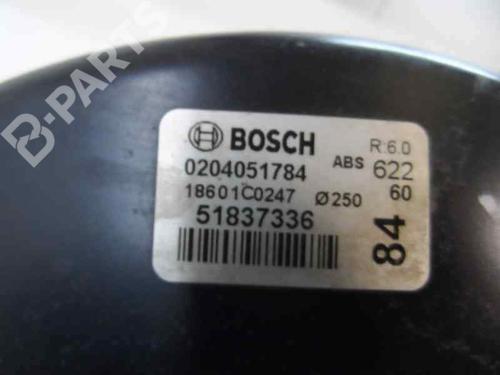 B-PARTS
BOSCH
R:6.0
0204051784
ABS 622
18601C0247 Ø250
60
51837336
84